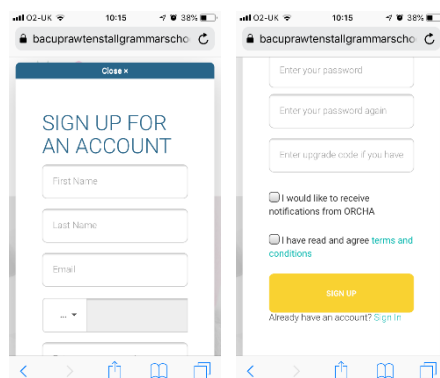 O2-UK 10:15 38%
bacuprawtenstallgrammarscho
Close ×
SIGN UP FOR
AN ACCOUNT
First Name
Last Name
Email
...
O2-UK 10:15 38%
bacuprawtenstallgrammarscho
Enter your password
Enter your password again
Enter upgrade code if you have
I would like to receive
notifications from ORCHA
I have read and agree terms and
conditions
SIGN UP
Already have an account? Sign In